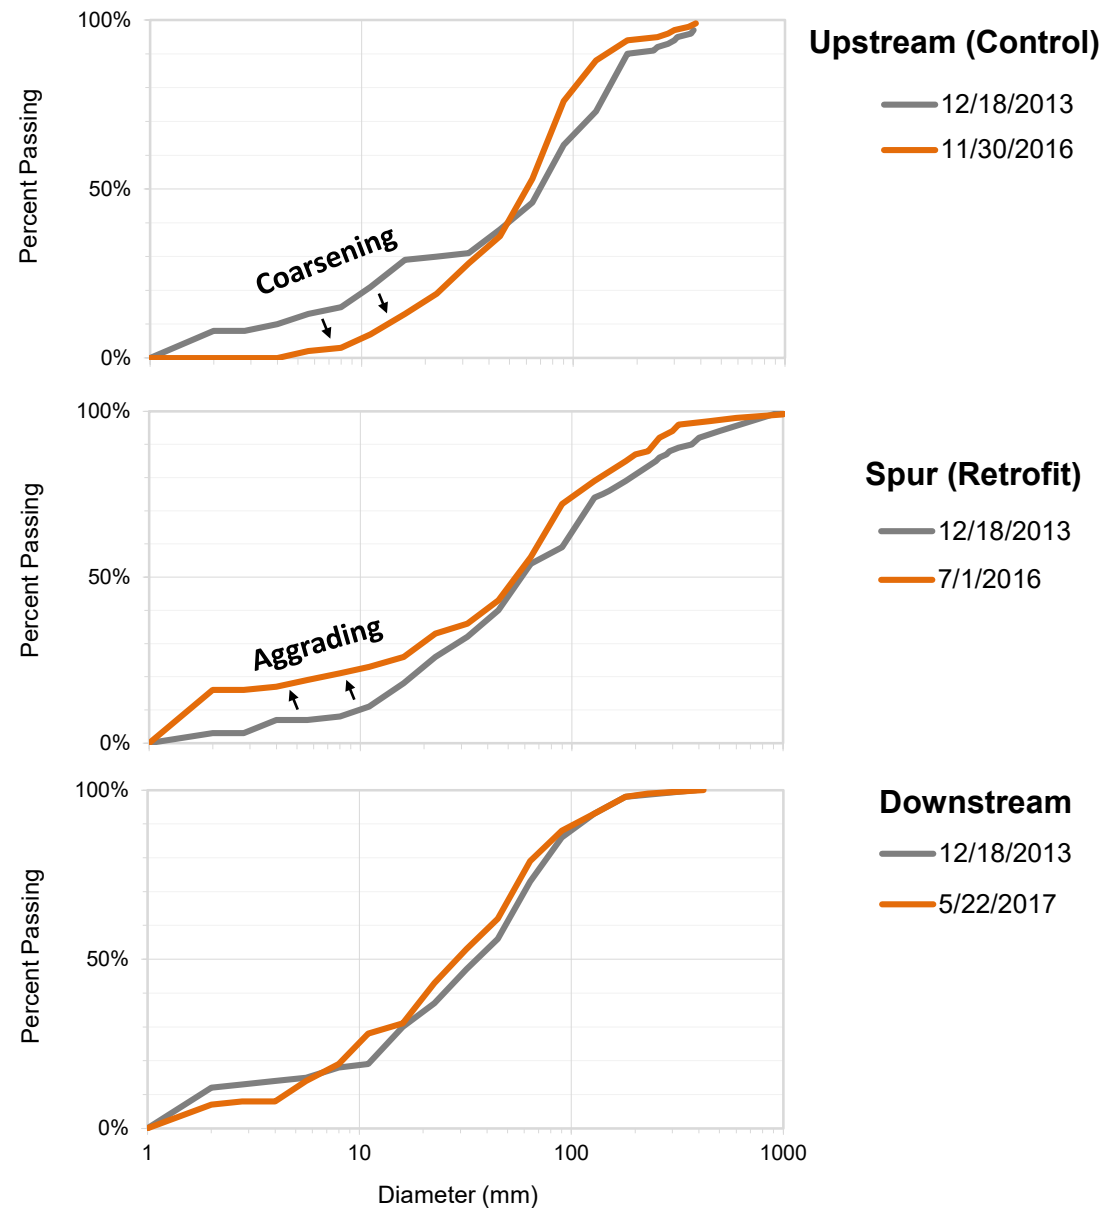 Upstream (Control)
12/18/2013
11/30/2016
Percent Passing
100%
50%
0%
Coarsening
Spur (Retrofit)
12/18/2013
7/1/2016
Percent Passing
100%
50%
0%
Aggrading
Downstream
12/18/2013
5/22/2017
Percent Passing
100%
50%
0%
1 10 100 1000
Diameter (mm)